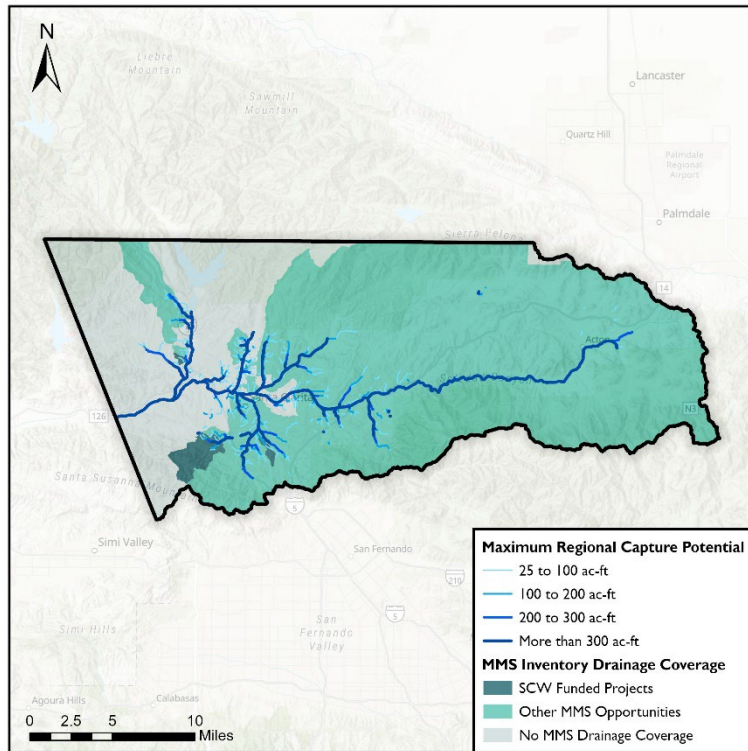 N
Liebre
Mountain
Sawmill
Mountain
Lancaster
Quartz Hill
Palmdale
Regional
Airport
Palmdale
Sierra Pelona
14
Acton
126
N3
Santa Susanna Mountains
5
Simi Valley
San Fernando
210
5
Simi Hills
San
Fernando
Valley
Agoura Hills
Calabasas
0 2.5 5 10
Miles
Maximum Regional Capture Potential
25 to 100 ac-ft
100 to 200 ac-ft
200 to 300 ac-ft
More than 300 ac-ft
MMS Inventory Drainage Coverage
SCW Funded Projects
Other MMS Opportunities
No MMS Drainage Coverage